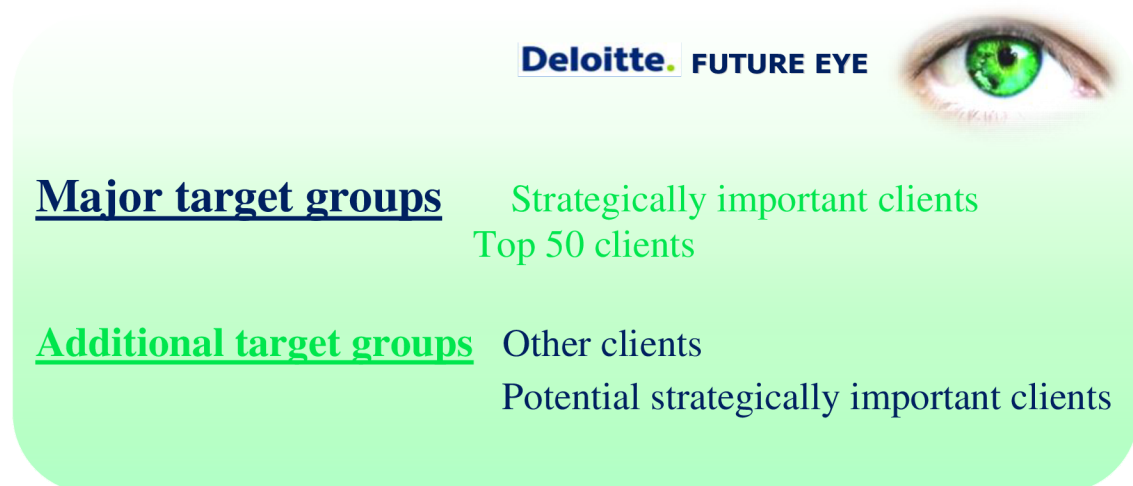 Deloitte. FUTURE EYE
Major target groups Strategically important clients
Top 50 clients
Additional target groups Other clients
Potential strategically important clients